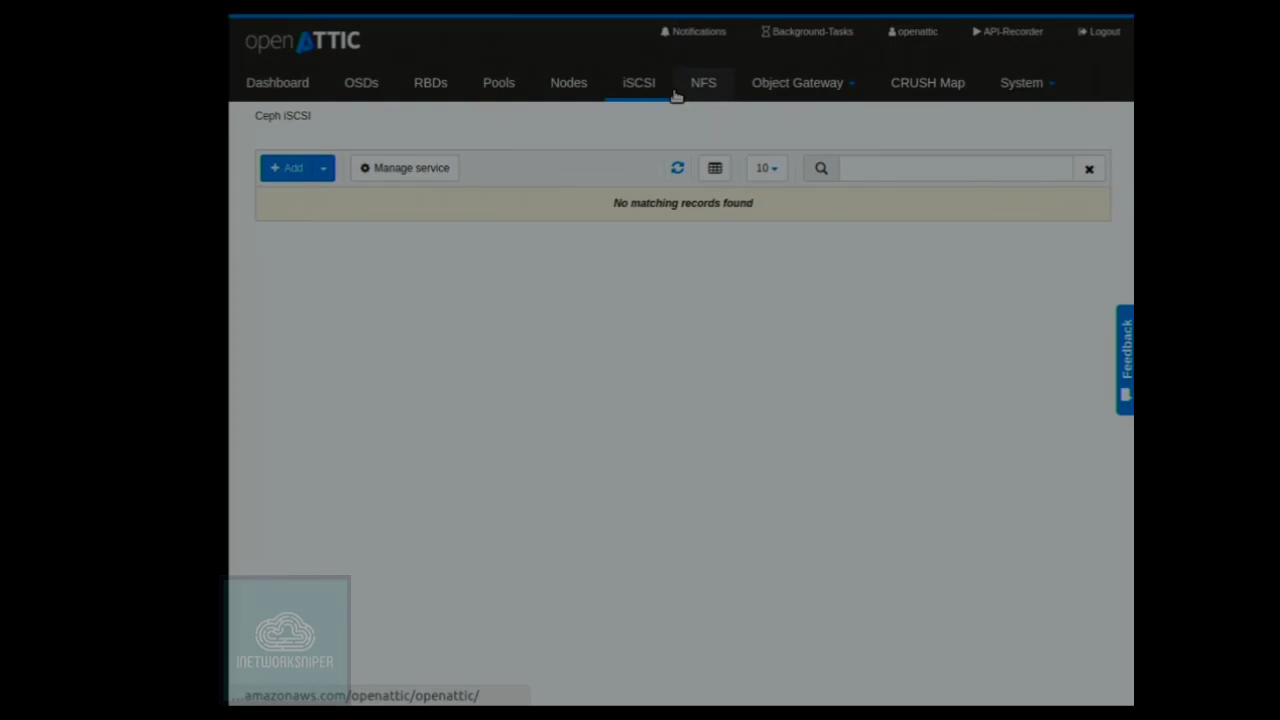 openATTIC
Notifications Background-Tasks openattic API-Recorder Logout
Dashboard OSDs RBDs Pools Nodes iSCSI NFS Object Gateway CRUSH Map System
Ceph iSCSI
+ Add Manage service 10
No matching records found
Feedback
INETWORKSNIPER
...amazonaws.com/openattic/openattic/